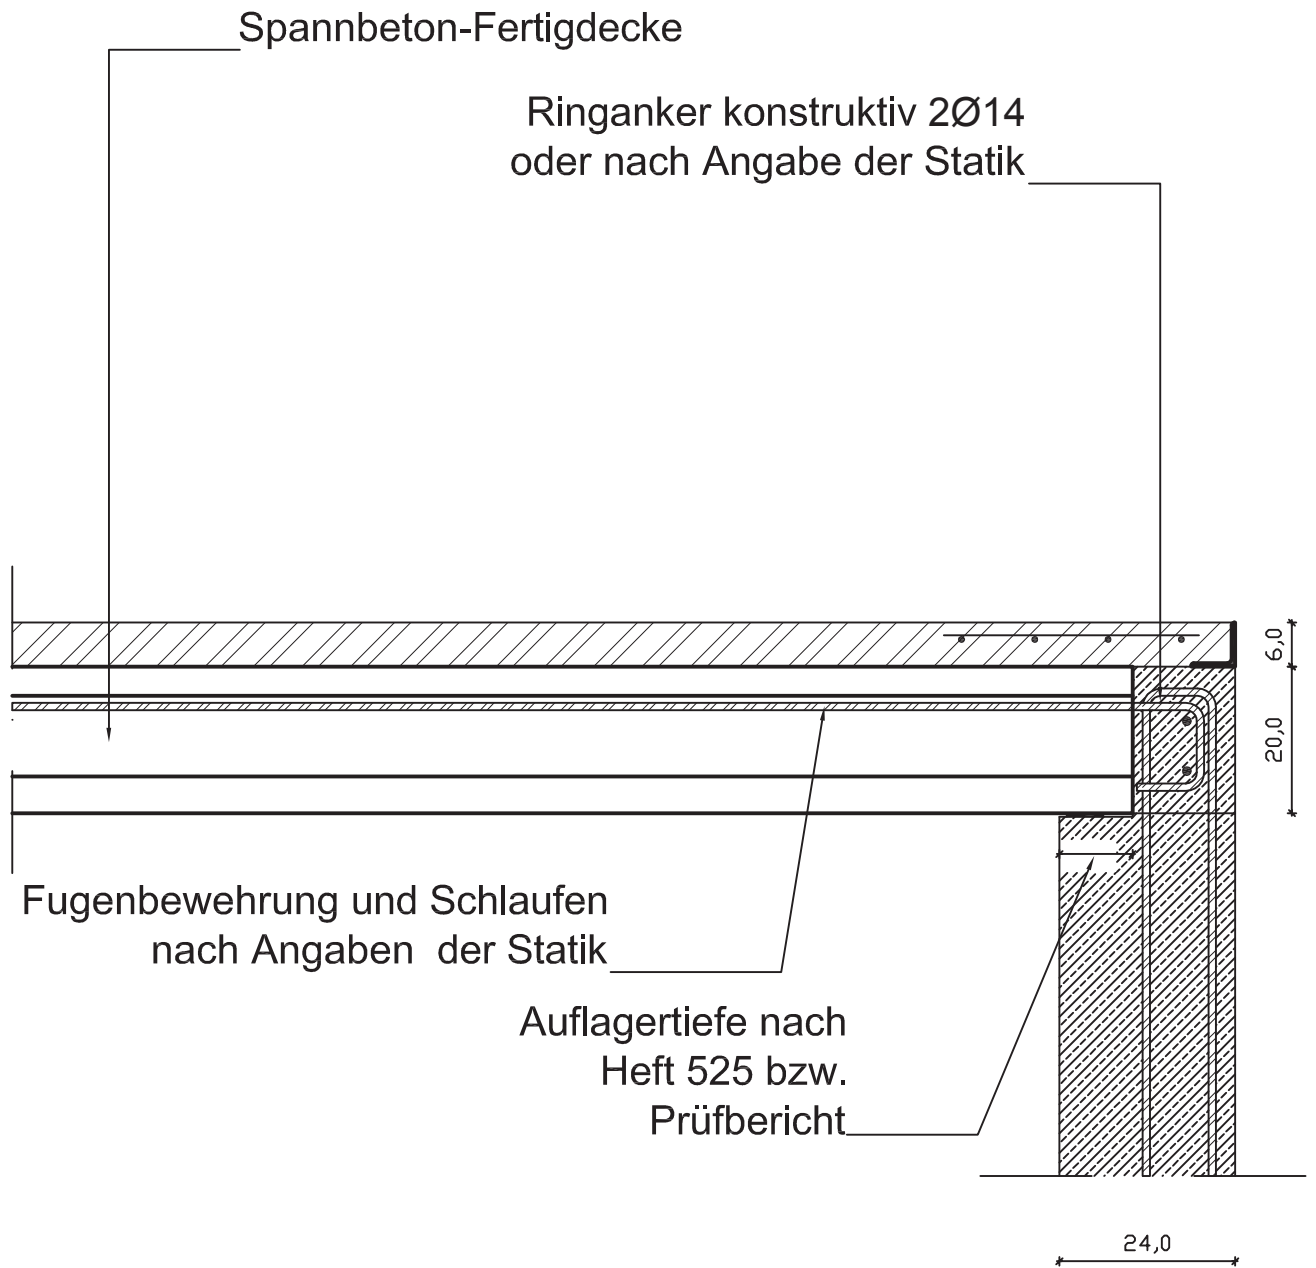 Spannbeton-Fertigdecke
Ringanker konstruktiv 2Ø14
oder nach Angabe der Statik
6,0
20,0
Fugenbewehrung und Schlaufen
nach Angaben der Statik
Auflagertiefe nach
Heft 525 bzw.
Prüfbericht
24,0